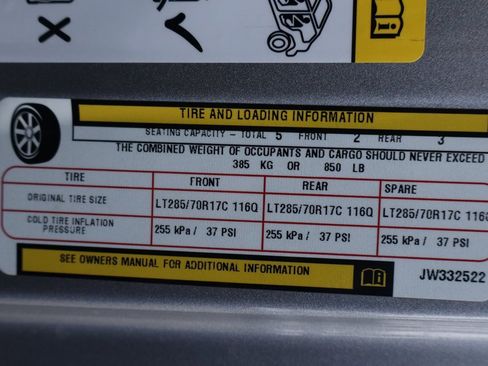 TIRE AND LOADING INFORMATION
SEATING CAPACITY - TOTAL 5 FRONT 2 REAR 3
THE COMBINED WEIGHT OF OCCUPANTS AND CARGO SHOULD NEVER EXCEED
385 KG OR 850 LB
TIRE FRONT REAR SPARE
ORIGINAL TIRE SIZE LT285/70R17C 116Q LT285/70R17C 116Q LT285/70R17C 116
COLD TIRE INFLATION
PRESSURE 255 kPa / 37 PSI 255 kPa / 37 PSI 255 kPa / 37 PSI
SEE OWNERS MANUAL FOR ADDITIONAL INFORMATION
JW332522